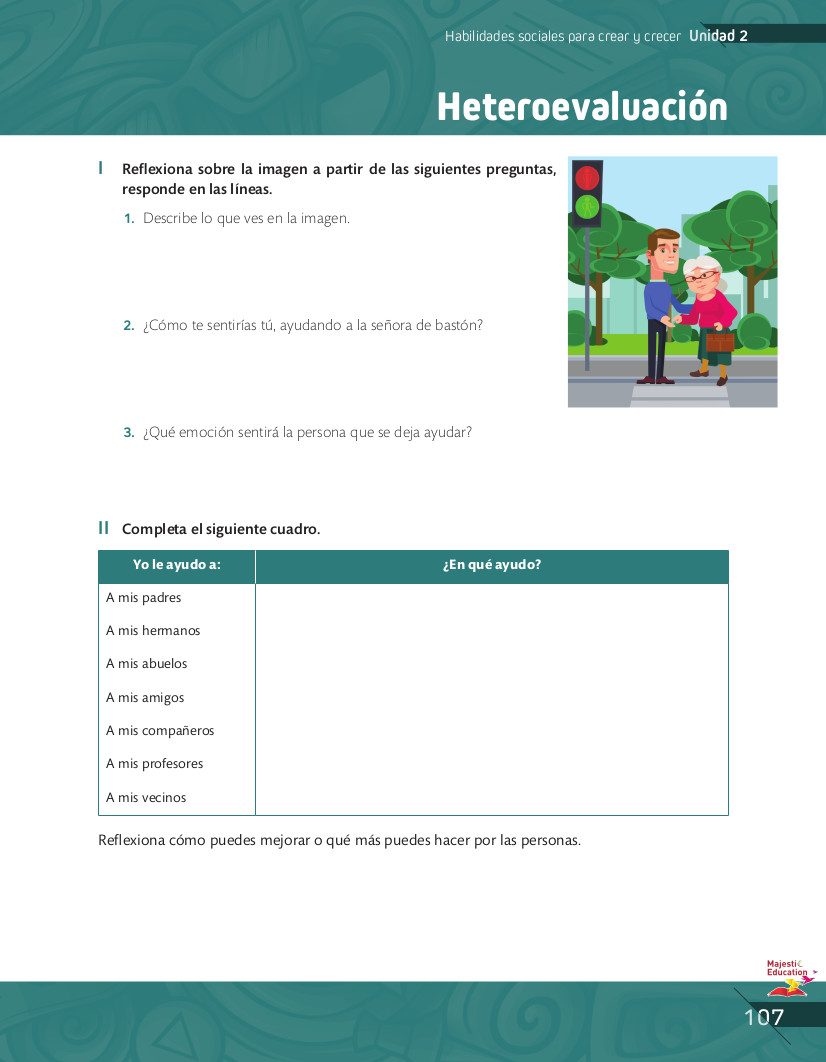 Habilidades sociales para crear y crecer Unidad 2
Heteroevaluación
I Reflexiona sobre la imagen a partir de las siguientes preguntas,
responde en las líneas.
1. Describe lo que ves en la imagen.
2. ¿Cómo te sentirías tú, ayudando a la señora de bastón?
3. ¿Qué emoción sentirá la persona que se deja ayudar?
II Completa el siguiente cuadro.
Yo le ayudo a: ¿En qué ayudo?
A mis padres
A mis hermanos
A mis abuelos
A mis amigos
A mis compañeros
A mis profesores
A mis vecinos
Reflexiona cómo puedes mejorar o qué más puedes hacer por las personas.
Majestic
Education
107